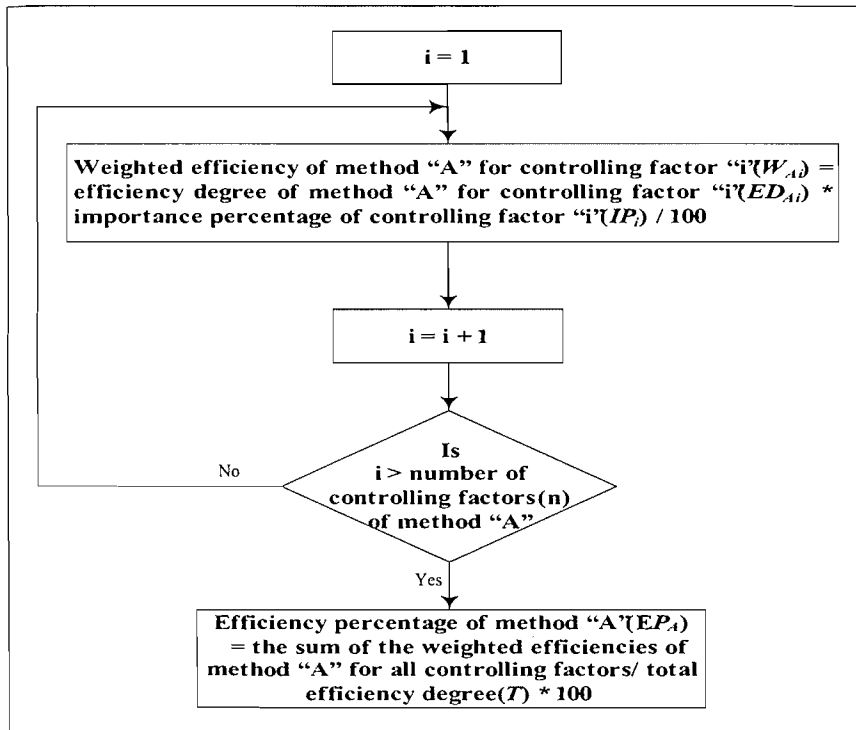 i = 1
Weighted efficiency of method “A” for controlling factor “i”(W_Ai) =
efficiency degree of method “A” for controlling factor “i”(ED_Ai) *
importance percentage of controlling factor “i”(IP_i) / 100
i = i + 1
Is
i > number of
controlling factors(n)
of method “A”
No
Yes
Efficiency percentage of method “A”(EP_A)
= the sum of the weighted efficiencies of
method “A” for all controlling factors/ total
efficiency degree(T) * 100